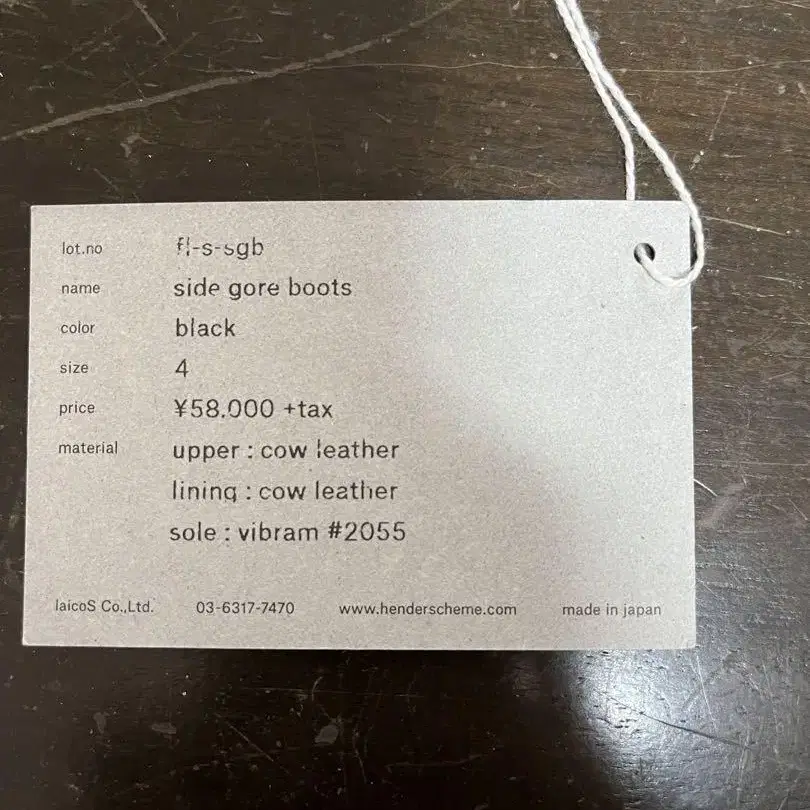 lot.no fl-s-sgb
name side gore boots
color black
size 4
price ¥58.000 +tax
material upper : cow leather
lining : cow leather
sole : vibram #2055
laicoS Co.,Ltd. 03-6317-7470 www.henderscheme.com made in japan